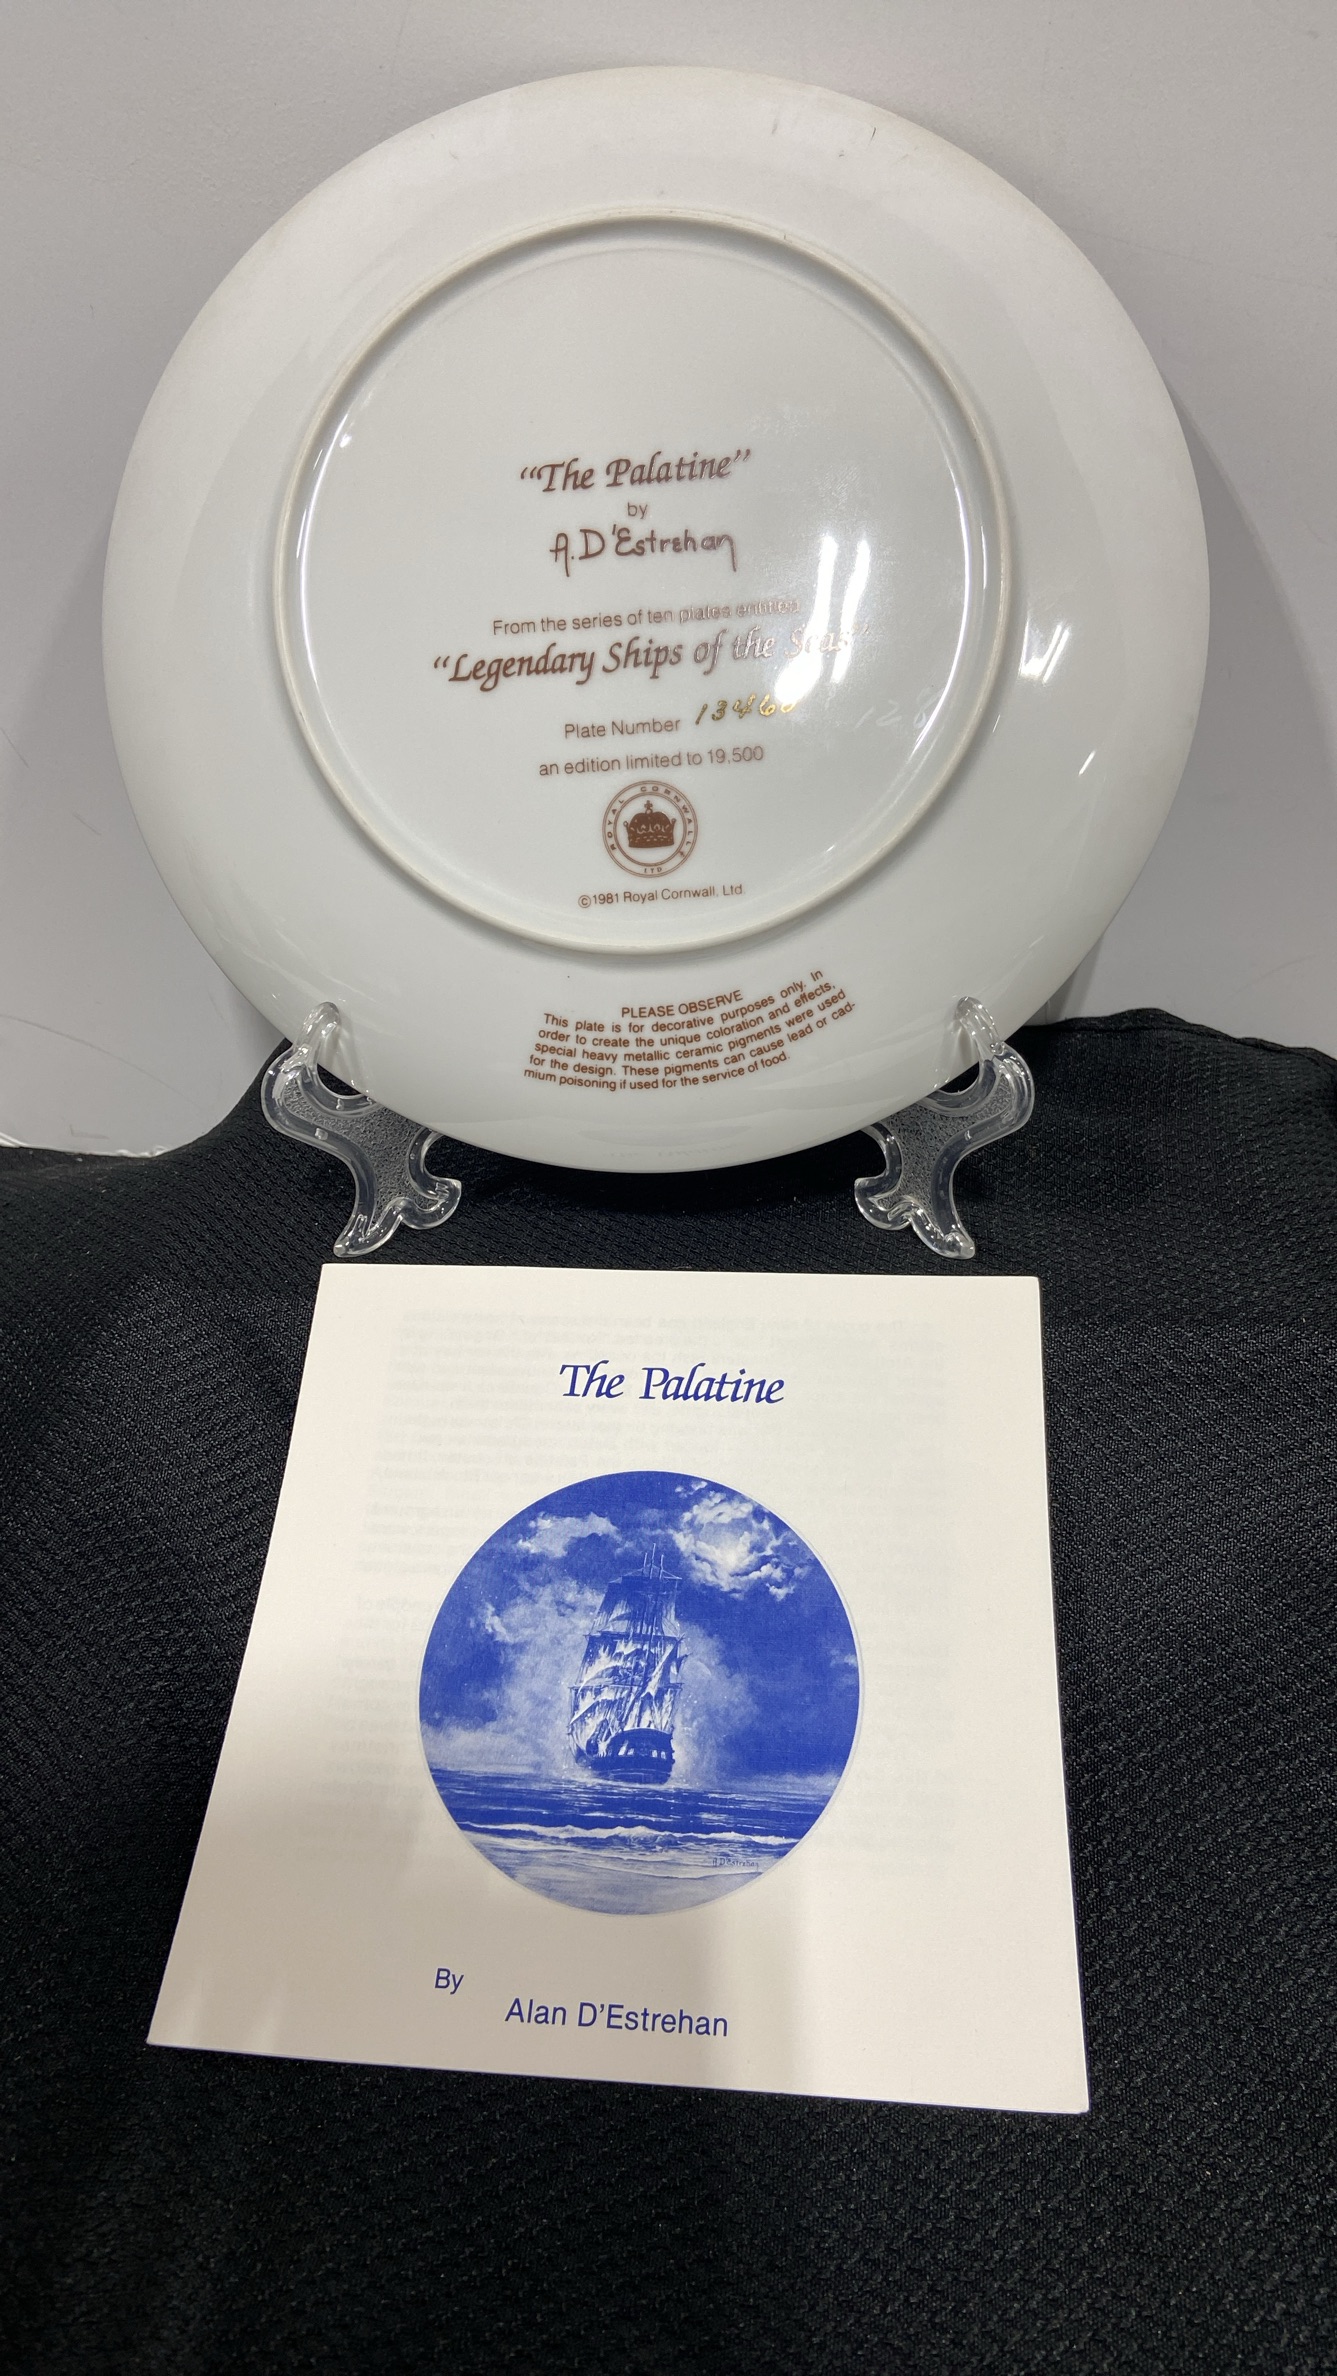 “The Palatine”
by
A. D'Estrehan
From the series of ten plates entitled
“Legendary Ships of the Seas”
Plate Number 13460
an edition limited to 19,500
ROYAL CORNWALL
LTD
©1981 Royal Cornwall, Ltd.
PLEASE OBSERVE
This plate is for decorative purposes only. In
order to create the unique coloration and effects,
special heavy metallic ceramic pigments were used
for the design. These pigments can cause lead or cad-
mium poisoning if used for the service of food.
The Palatine
A D'Estrehan
By
Alan D’Estrehan